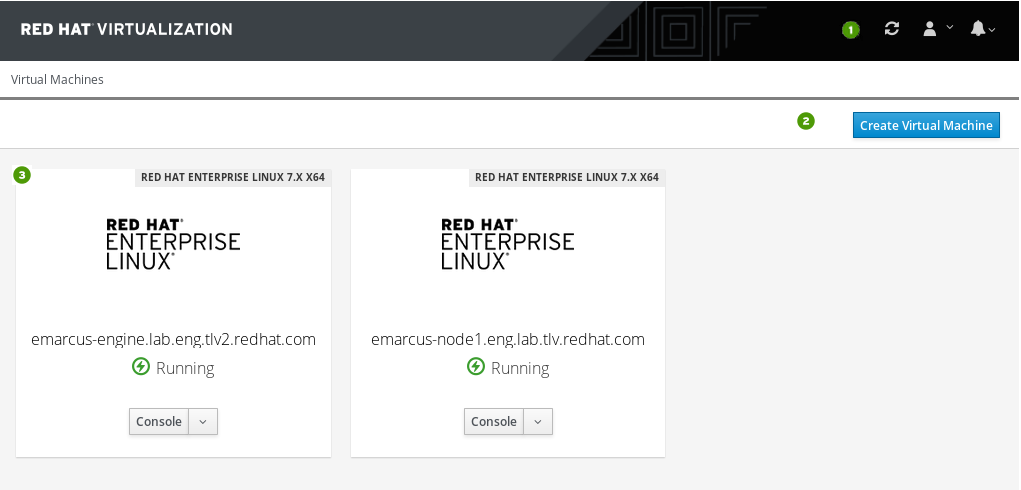 RED HAT® VIRTUALIZATION
1
Virtual Machines
2
Create Virtual Machine
3
RED HAT ENTERPRISE LINUX 7.X X64
RED HAT®
ENTERPRISE
LINUX®
emarcus-engine.lab.eng.tlv2.redhat.com
Running
Console
RED HAT ENTERPRISE LINUX 7.X X64
RED HAT®
ENTERPRISE
LINUX®
emarcus-node1.eng.lab.tlv.redhat.com
Running
Console